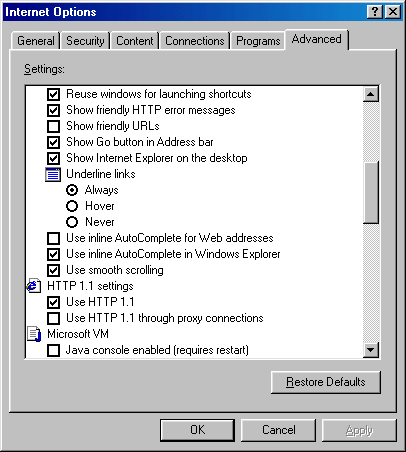 Internet Options
General Security Content Connections Programs Advanced
Settings:
Reuse windows for launching shortcuts
Show friendly HTTP error messages
Show friendly URLs
Show Go button in Address bar
Show Internet Explorer on the desktop
Underline links
Always
Hover
Never
Use inline AutoComplete for Web addresses
Use inline AutoComplete in Windows Explorer
Use smooth scrolling
HTTP 1.1 settings
Use HTTP 1.1
Use HTTP 1.1 through proxy connections
Microsoft VM
Java console enabled (requires restart)
Restore Defaults
OK Cancel Apply